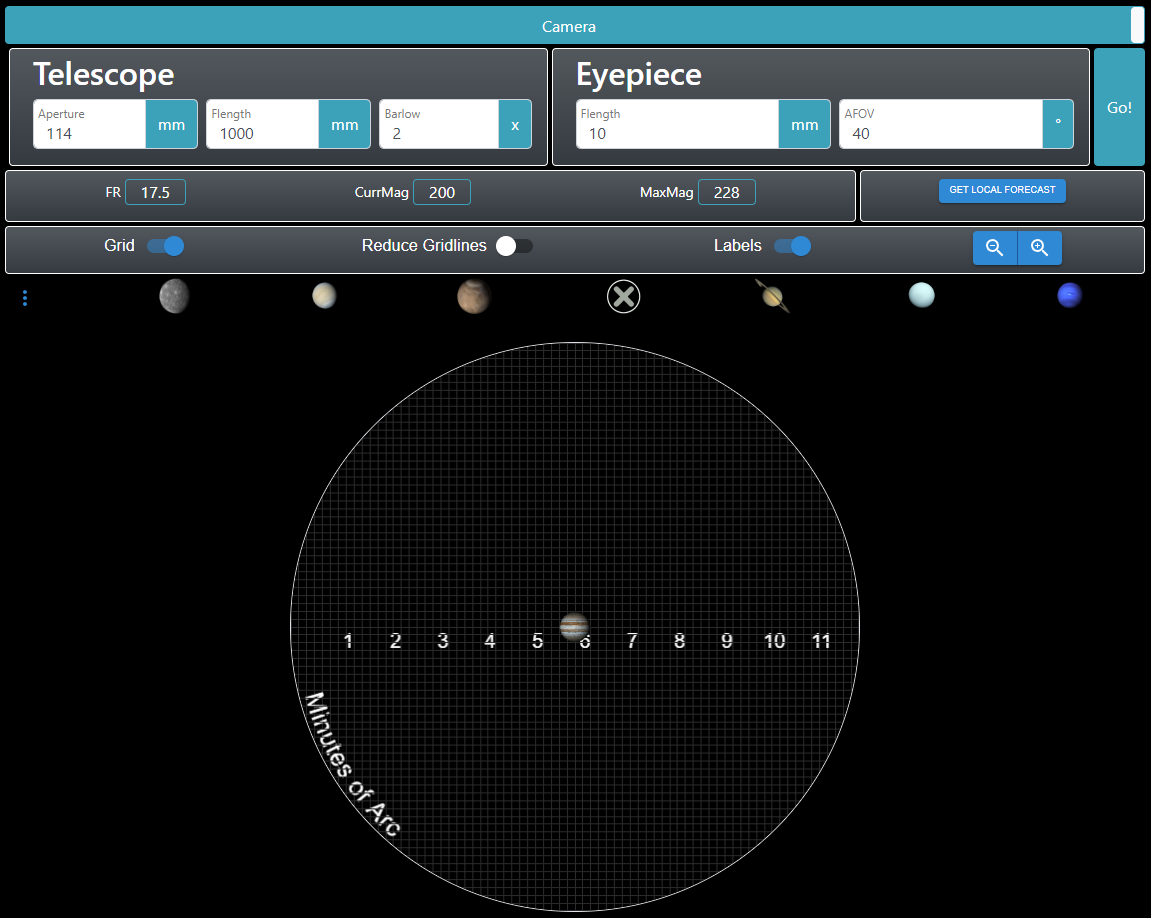 Camera
Telescope
Aperture
114 mm
Flength
1000 mm
Barlow
2 x
Eyepiece
Flength
10 mm
AFOV
40 °
Go!
FR 17.5 CurrMag 200 MaxMag 228
GET LOCAL FORECAST
Grid Reduce Gridlines Labels
1 2 3 4 5 6 7 8 9 10 11
Minutes of Arc